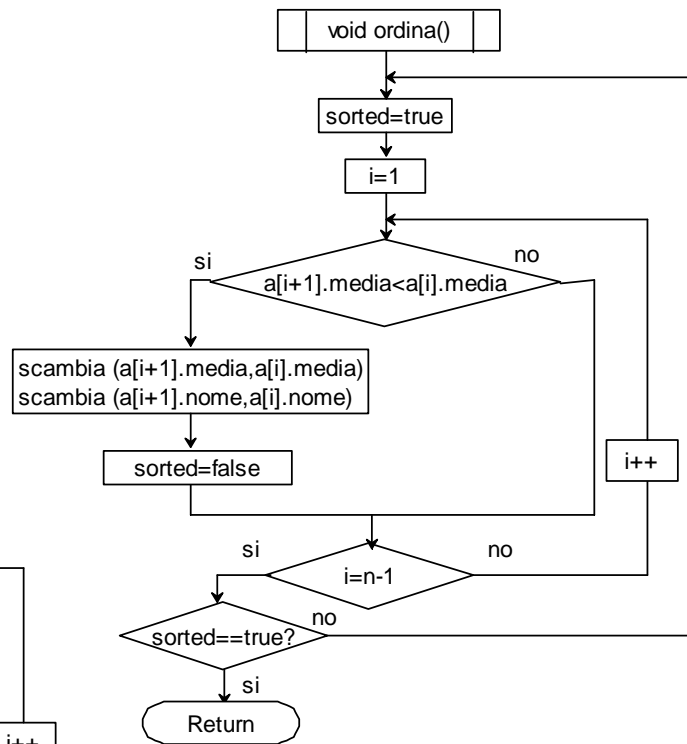 void ordina()
sorted=true
i=1
si
no
a[i+1].media<a[i].media
scambia (a[i+1].media,a[i].media)
scambia (a[i+1].nome,a[i].nome)
sorted=false
i++
si
no
i=n-1
sorted==true?
no
si
Return
i++